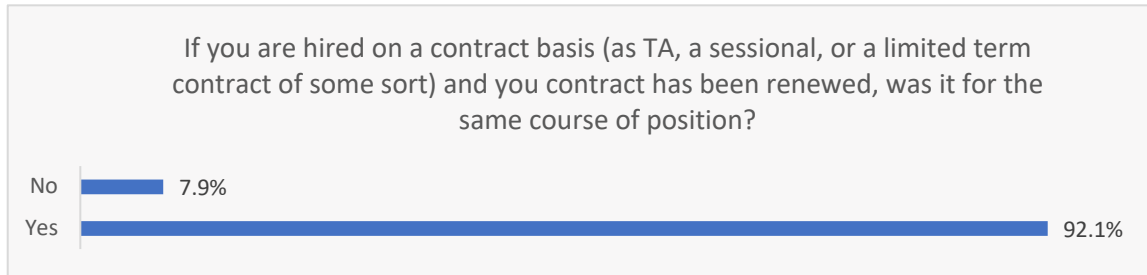 If you are hired on a contract basis (as TA, a sessional, or a limited term
contract of some sort) and you contract has been renewed, was it for the
same course of position?
No 7.9%
Yes 92.1%